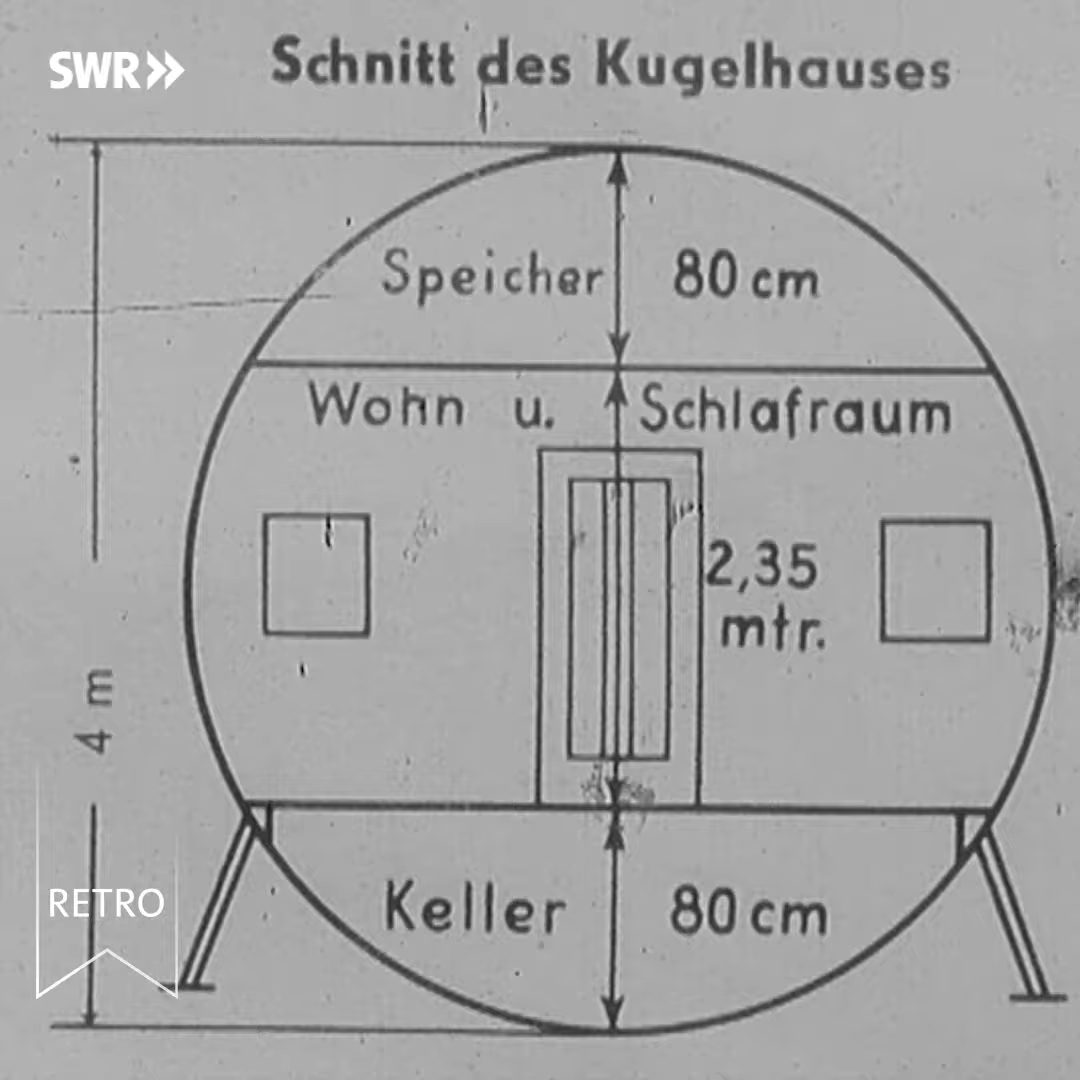 SWR»
Schnitt des Kugelhauses
Speicher 80 cm
Wohn u. Schlafraum
2,35
mtr.
4 m
Keller 80 cm
RETRO